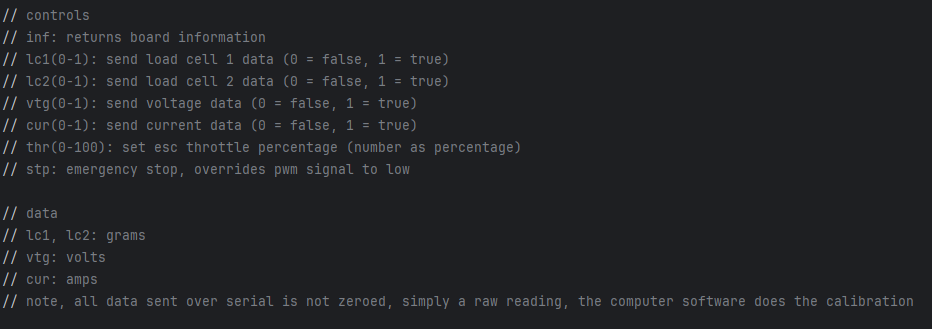 // controls
// inf: returns board information
// lc1(0-1): send load cell 1 data (0 = false, 1 = true)
// lc2(0-1): send load cell 2 data (0 = false, 1 = true)
// vtg(0-1): send voltage data (0 = false, 1 = true)
// cur(0-1): send current data (0 = false, 1 = true)
// thr(0-100): set esc throttle percentage (number as percentage)
// stp: emergency stop, overrides pwm signal to low

// data
// lc1, lc2: grams
// vtg: volts
// cur: amps
// note, all data sent over serial is not zeroed, simply a raw reading, the computer software does the calibration